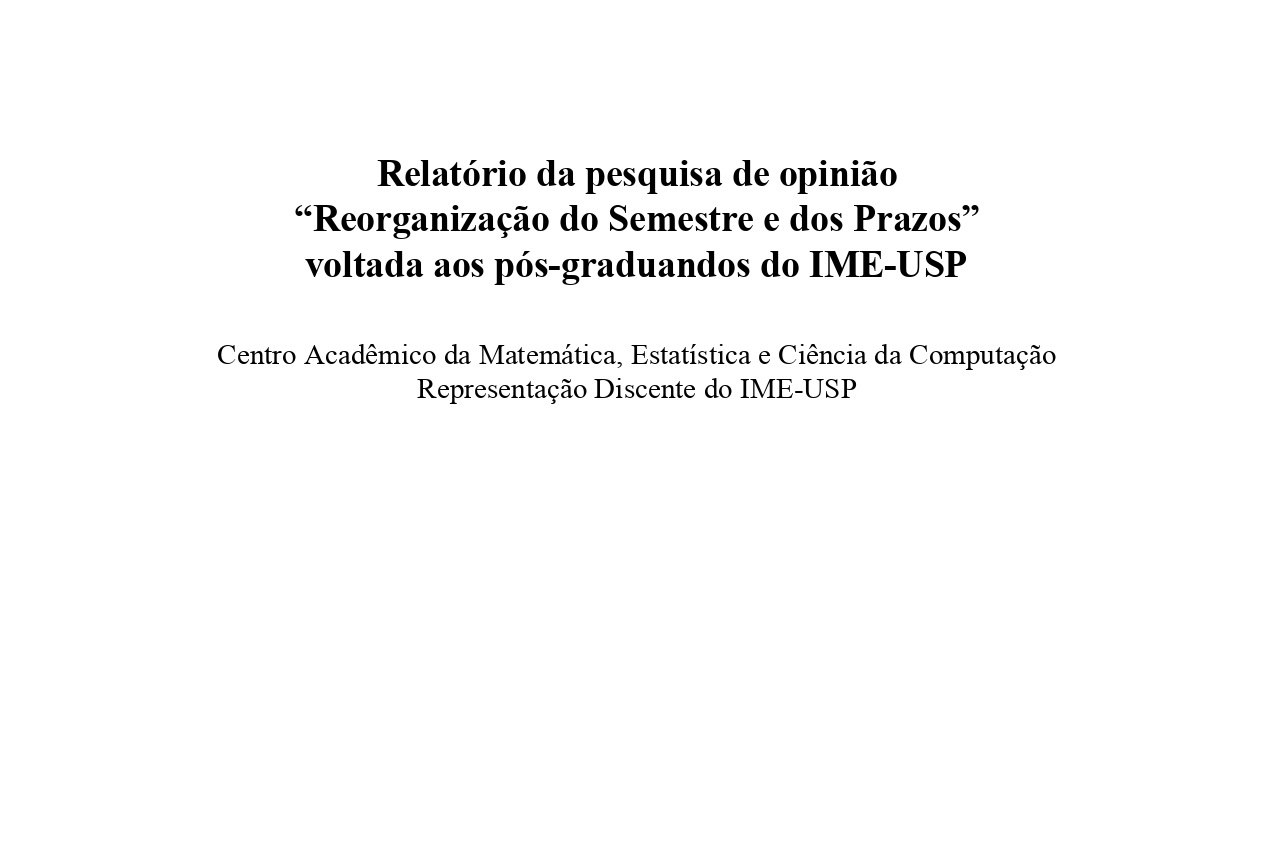 Relatório da pesquisa de opinião
“Reorganização do Semestre e dos Prazos”
voltada aos pós-graduandos do IME-USP
Centro Acadêmico da Matemática, Estatística e Ciência da Computação
Representação Discente do IME-USP